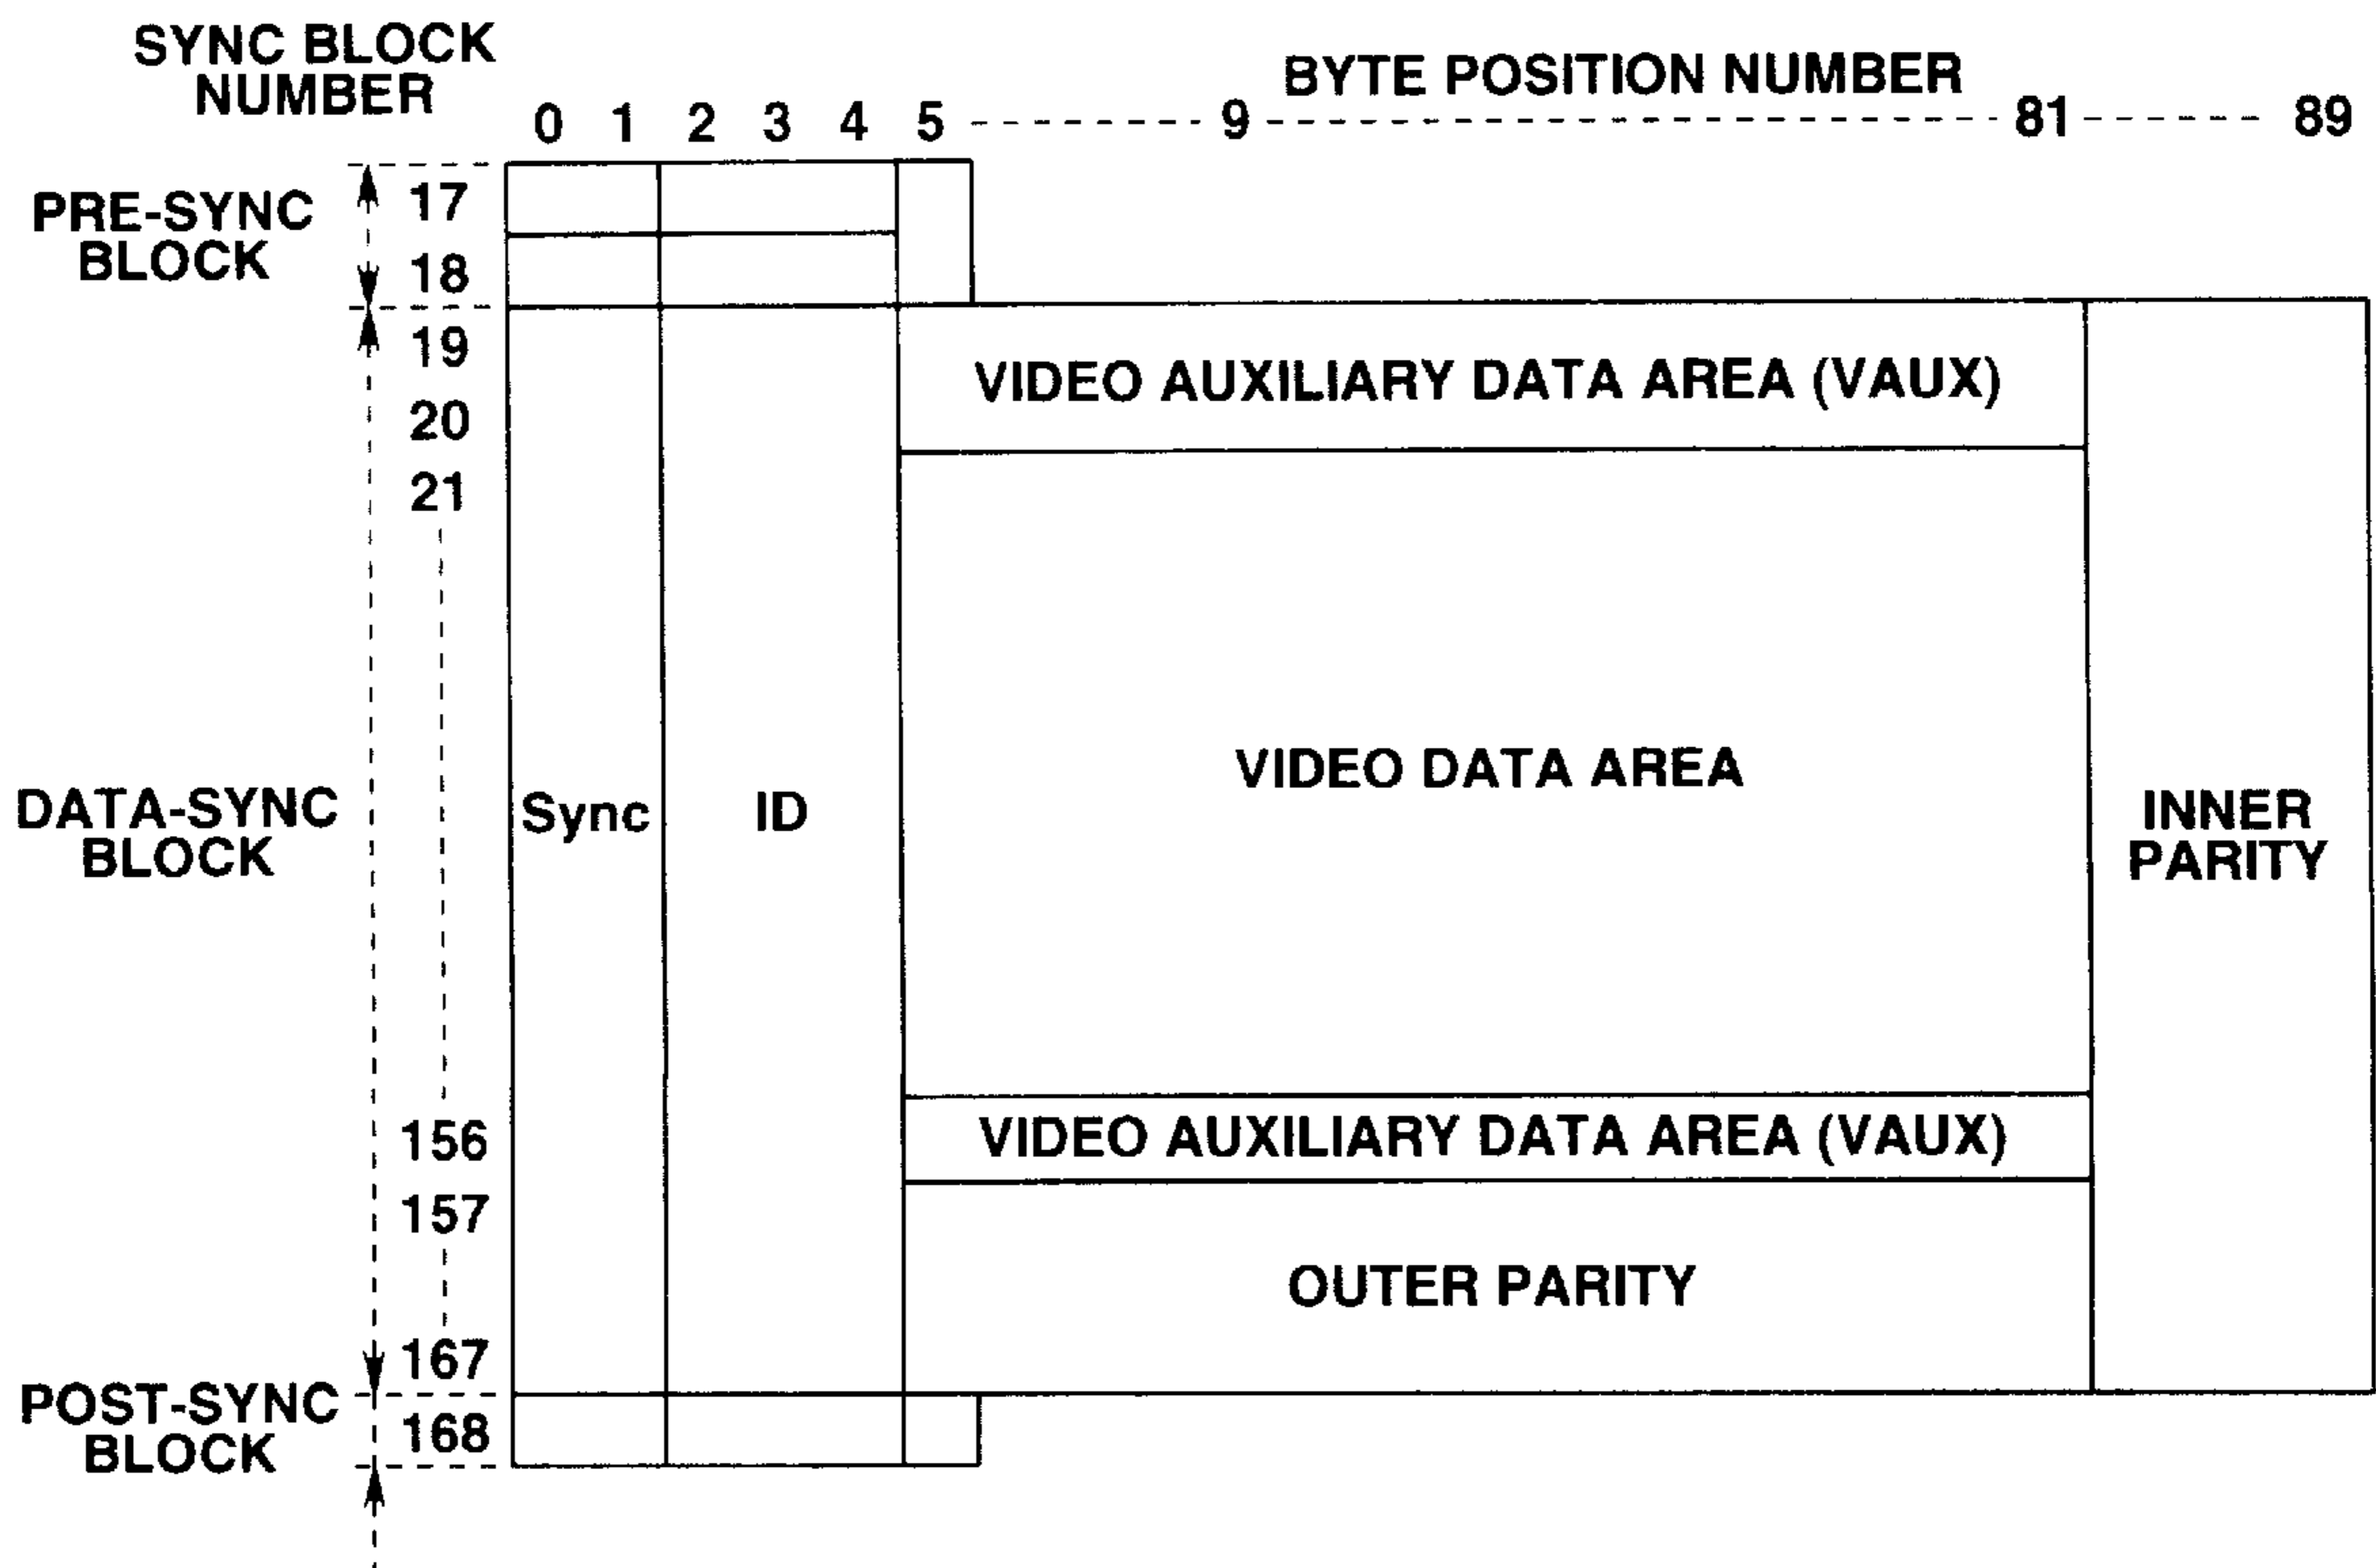 SYNC BLOCK
NUMBER
BYTE POSITION NUMBER
0 1 2 3 4 5 9 81 89
PRE-SYNC
BLOCK
17
18
19
20
21
VIDEO AUXILIARY DATA AREA (VAUX)
VIDEO DATA AREA
DATA-SYNC
BLOCK
Sync
ID
INNER
PARITY
156
VIDEO AUXILIARY DATA AREA (VAUX)
157
OUTER PARITY
167
POST-SYNC
BLOCK
168